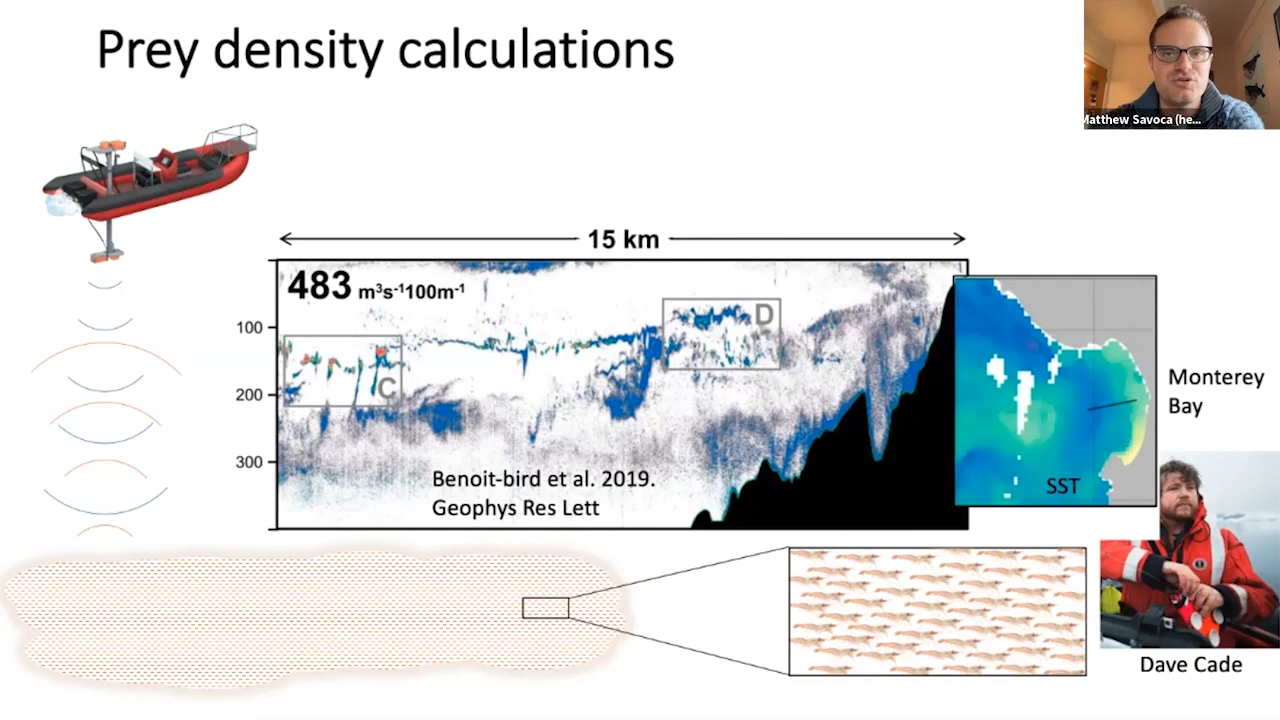 Prey density calculations
Matthew Savoca (he...
15 km
483 m³s⁻¹100m⁻¹
D
100
C
200
300
Benoit-bird et al. 2019.
Geophys Res Lett
Monterey
Bay
SST
Dave Cade